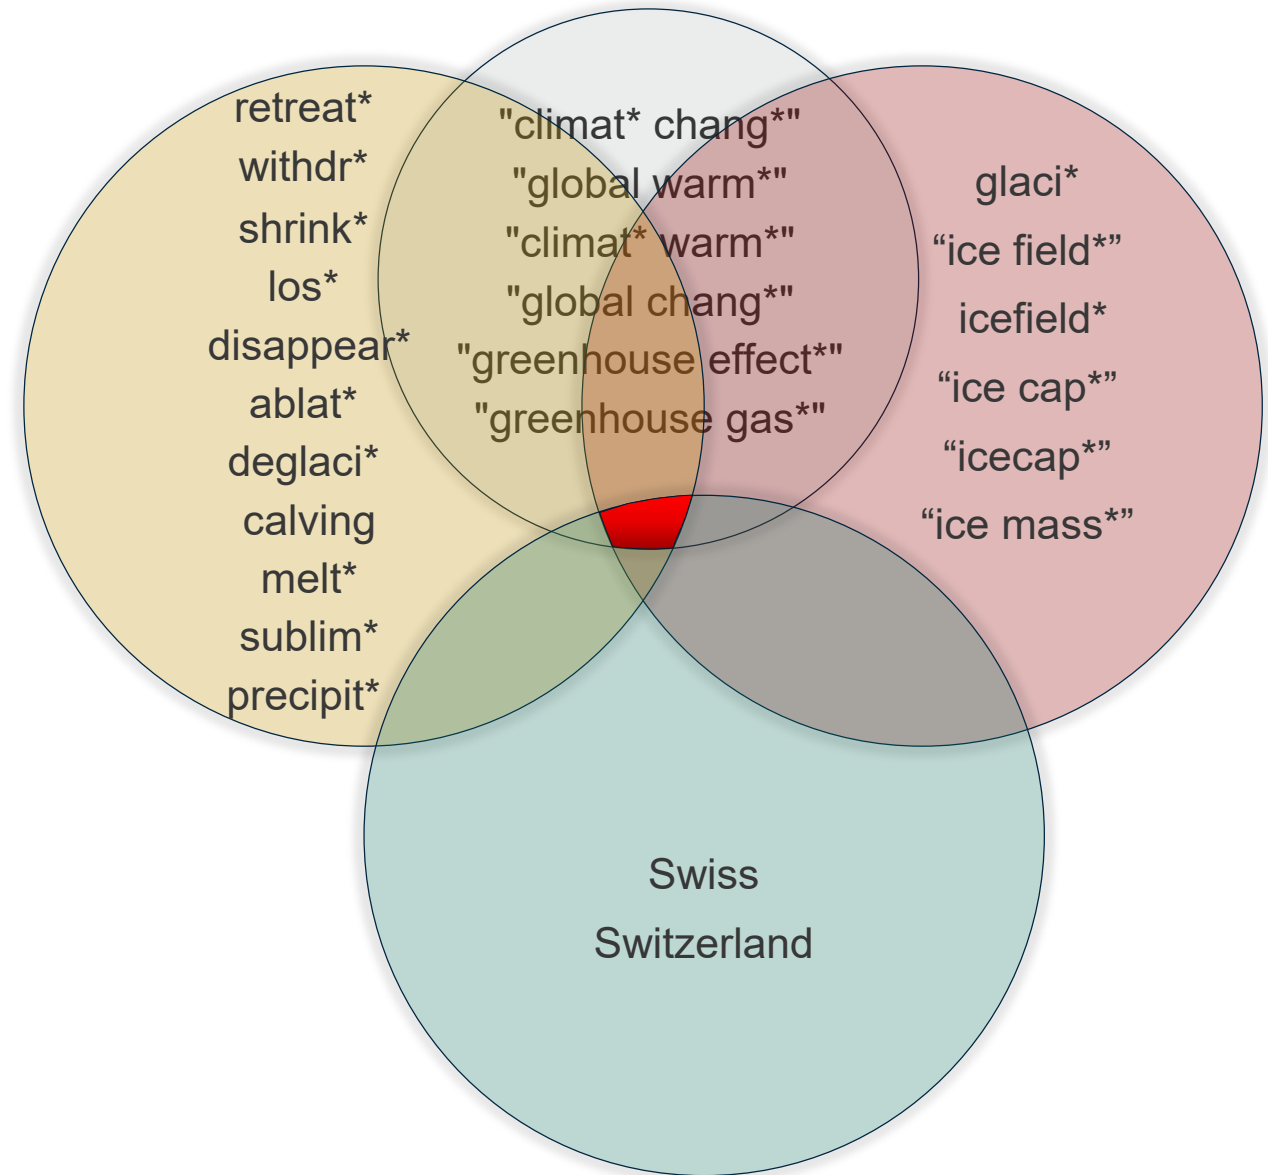 retreat*
withdr*
shrink*
los*
disappear*
ablat*
deglaci*
calving
melt*
sublim*
precipit*
"climat* chang*"
"global warm*"
"climat* warm*"
"global chang*"
"greenhouse effect*"
"greenhouse gas*"
glaci*
“ice field*”
icefield*
“ice cap*”
“icecap*”
“ice mass*”
Swiss
Switzerland